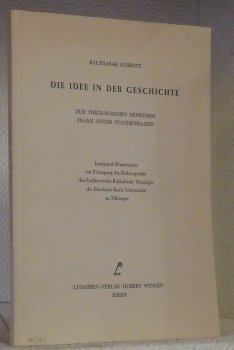 BALTHASAR SCHROTT
DIE IDEE IN DER GESCHICHTE
ZUR THEOLOGISCHEN DENKFORM
FRANZ ANTON STAUDENMAIERS
Inaugural-Dissertation
zur Erlangung des Doktorgrades
des Fachbereiches Katholische Theologie
der Eberhard-Karls-Universität
zu Tübingen
LUDGERUS-VERLAG HUBERT WINGEN
ESSEN